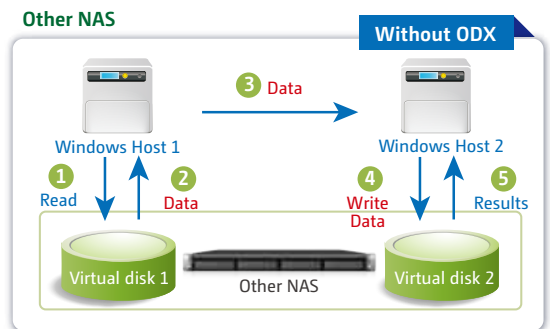 Other NAS
Without ODX
3 Data
Windows Host 1
Windows Host 2
1
Read
2
Data
4
Write
Data
5
Results
Virtual disk 1
Other NAS
Virtual disk 2